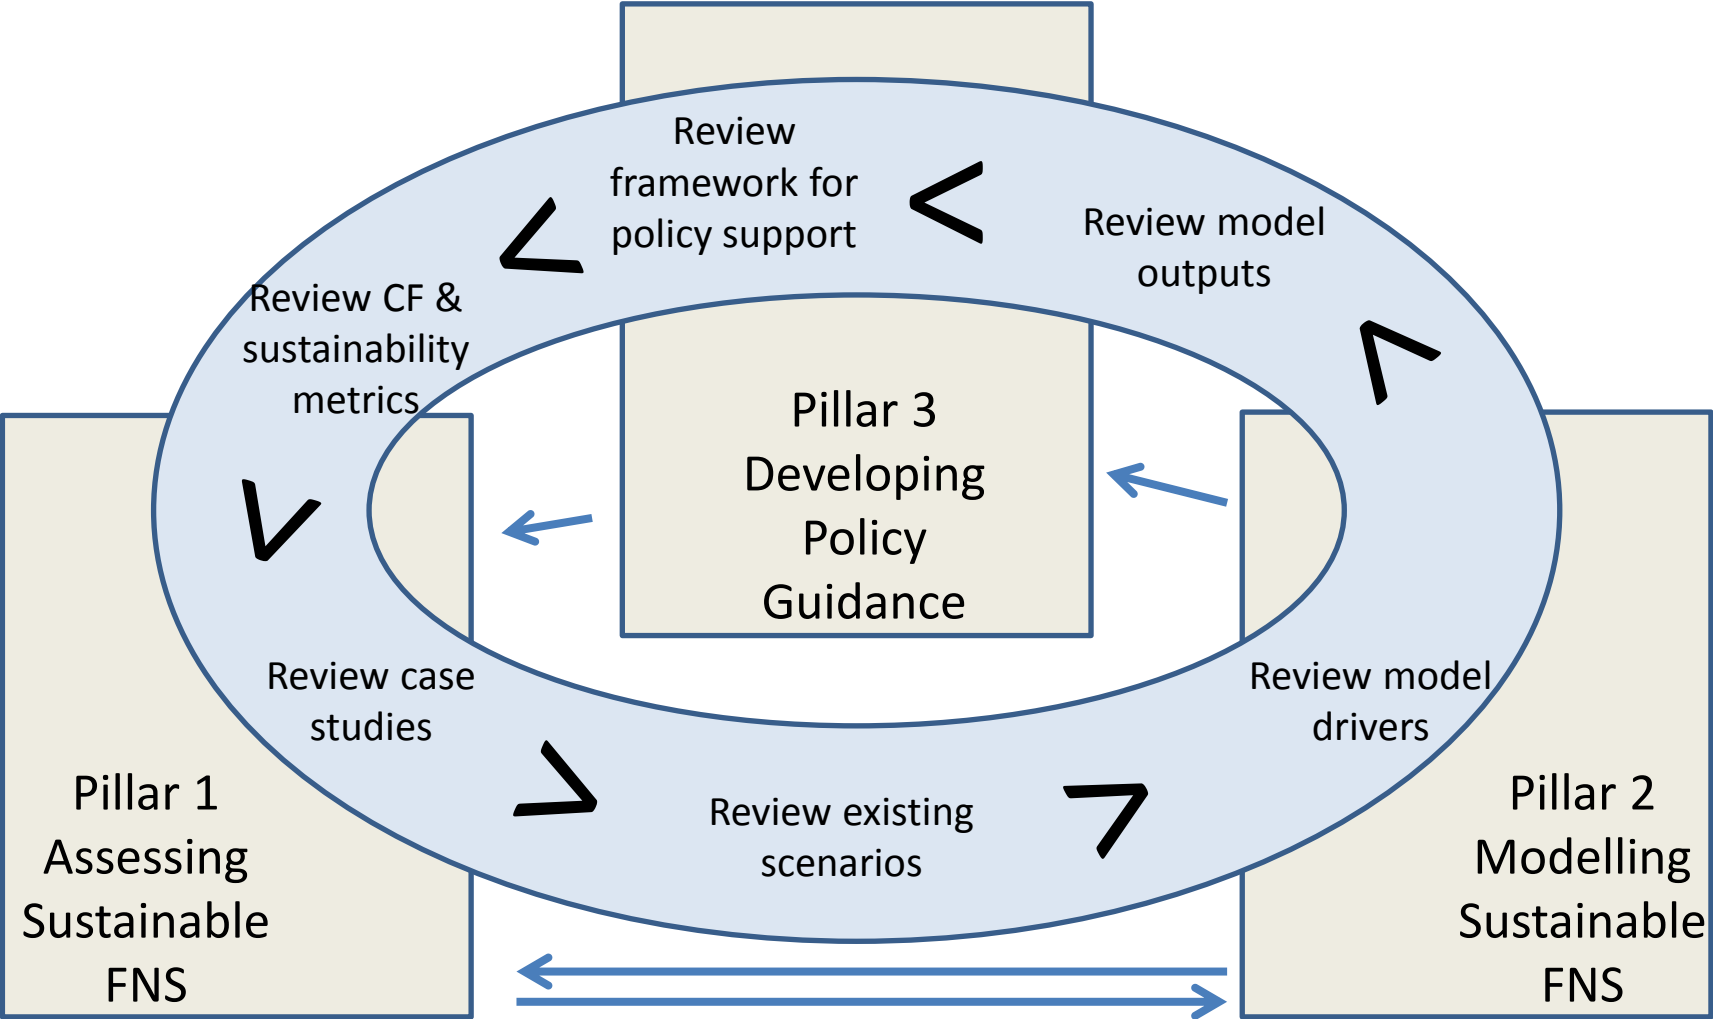 Review
framework for
policy support
Review model
outputs
Review CF &
sustainability
metrics
Pillar 3
Developing
Policy
Guidance
Review case
studies
Review model
drivers
Review existing
scenarios
Pillar 1
Assessing
Sustainable
FNS
Pillar 2
Modelling
Sustainable
FNS